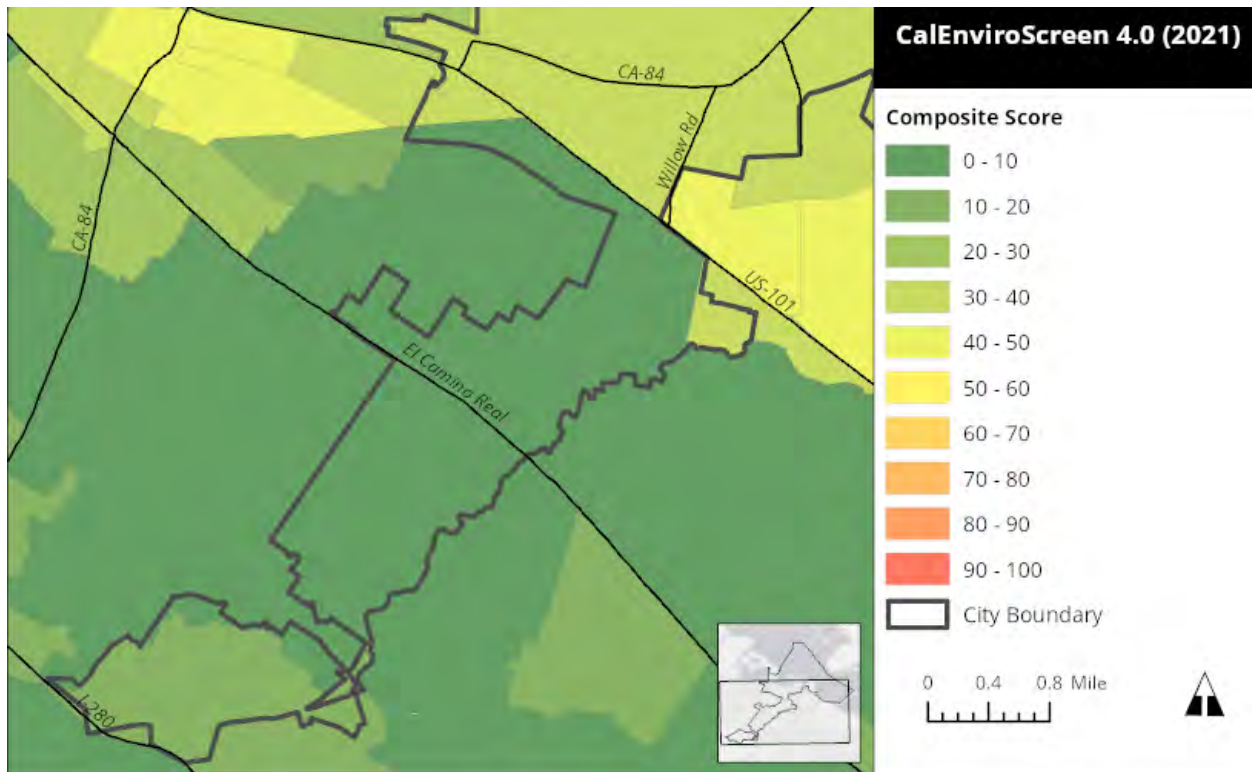 CalEnviroScreen 4.0 (2021)
Composite Score
0 - 10
10 - 20
20 - 30
30 - 40
40 - 50
50 - 60
60 - 70
70 - 80
80 - 90
90 - 100
City Boundary
0 0.4 0.8 Mile
CA-84
Willow Rd
CA-84
US-101
El Camino Real
I-280